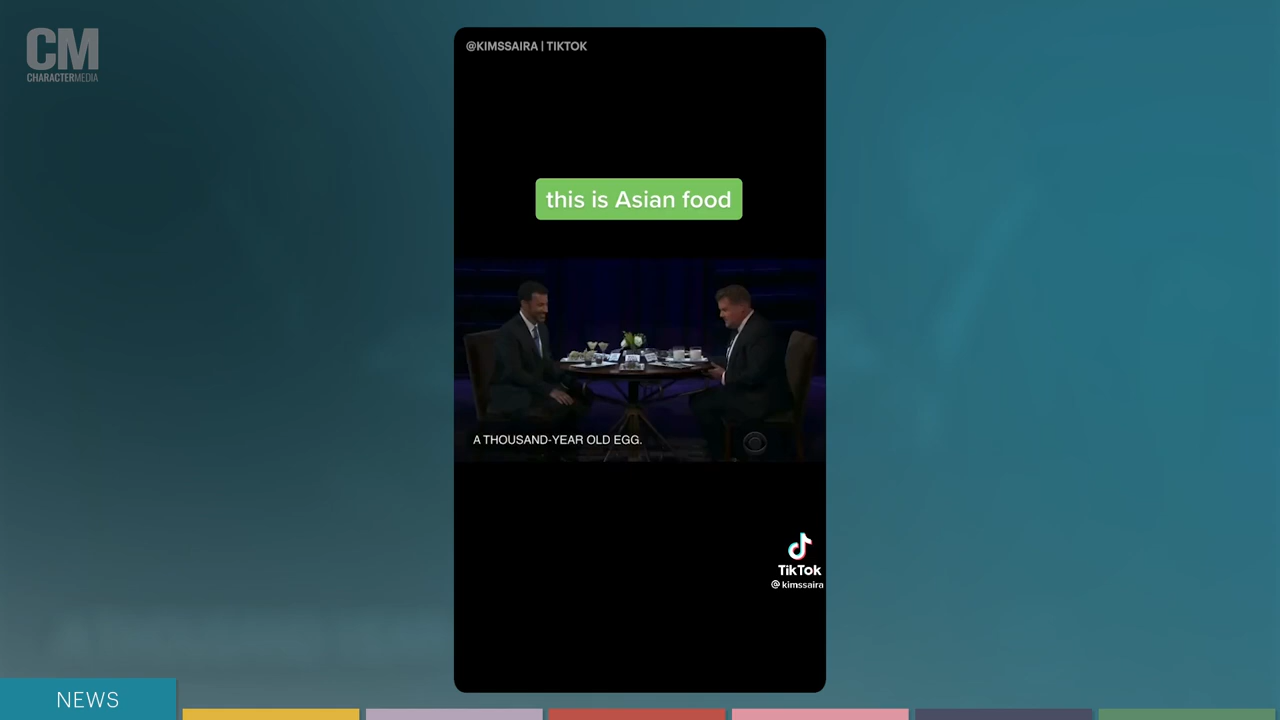 CM
CHARACTERMEDIA
@KIMSSAIRA | TIKTOK
this is Asian food
A THOUSAND-YEAR OLD EGG.
TikTok
@kimssaira
NEWS